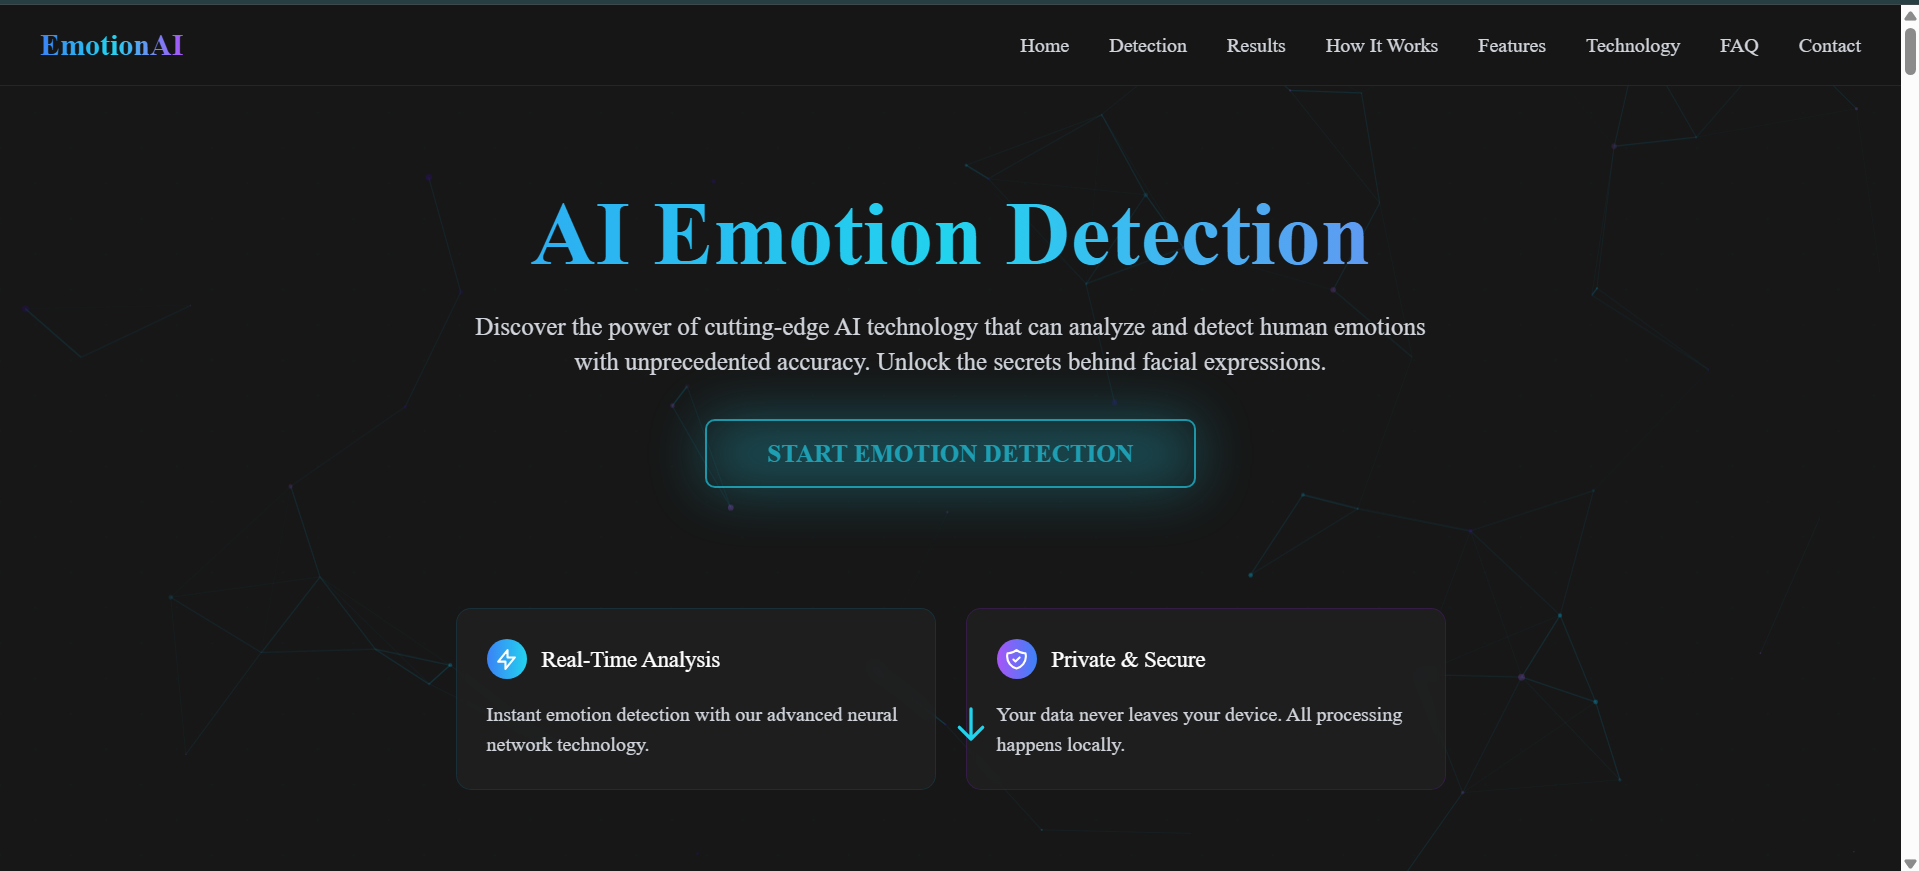 EmotionAI
Home
Detection
Results
How It Works
Features
Technology
FAQ
Contact
AI Emotion Detection
Discover the power of cutting-edge AI technology that can analyze and detect human emotions
with unprecedented accuracy. Unlock the secrets behind facial expressions.
START EMOTION DETECTION
Real-Time Analysis
Instant emotion detection with our advanced neural
network technology.
Private & Secure
Your data never leaves your device. All processing
happens locally.